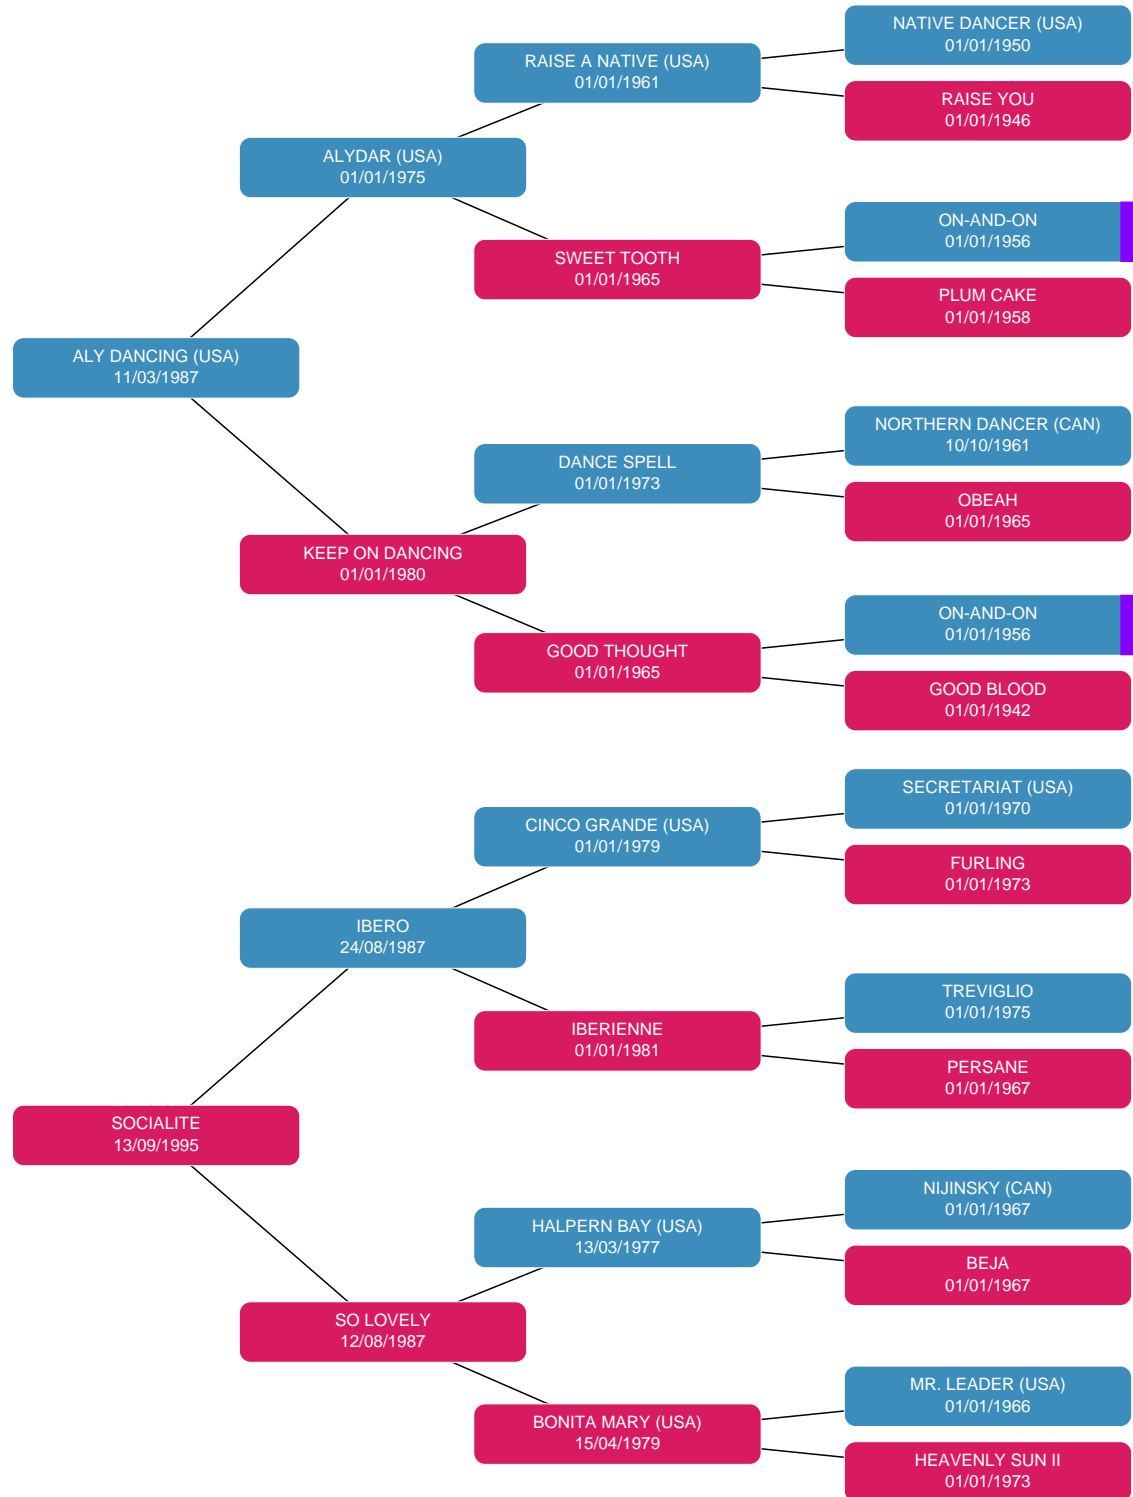 NATIVE DANCER (USA)
01/01/1950
RAISE A NATIVE (USA)
01/01/1961
RAISE YOU
01/01/1946
ALYDAR (USA)
01/01/1975
ON-AND-ON
01/01/1956
SWEET TOOTH
01/01/1965
PLUM CAKE
01/01/1958
ALY DANCING (USA)
11/03/1987
NORTHERN DANCER (CAN)
10/10/1961
DANCE SPELL
01/01/1973
OBEAH
01/01/1965
KEEP ON DANCING
01/01/1980
ON-AND-ON
01/01/1956
GOOD THOUGHT
01/01/1965
GOOD BLOOD
01/01/1942
SECRETARIAT (USA)
01/01/1970
CINCO GRANDE (USA)
01/01/1979
FURLING
01/01/1973
IBERO
24/08/1987
TREVIGLIO
01/01/1975
IBERIENNE
01/01/1981
PERSANE
01/01/1967
SOCIALITE
13/09/1995
NIJINSKY (CAN)
01/01/1967
HALPERN BAY (USA)
13/03/1977
BEJA
01/01/1967
SO LOVELY
12/08/1987
MR. LEADER (USA)
01/01/1966
BONITA MARY (USA)
15/04/1979
HEAVENLY SUN II
01/01/1973